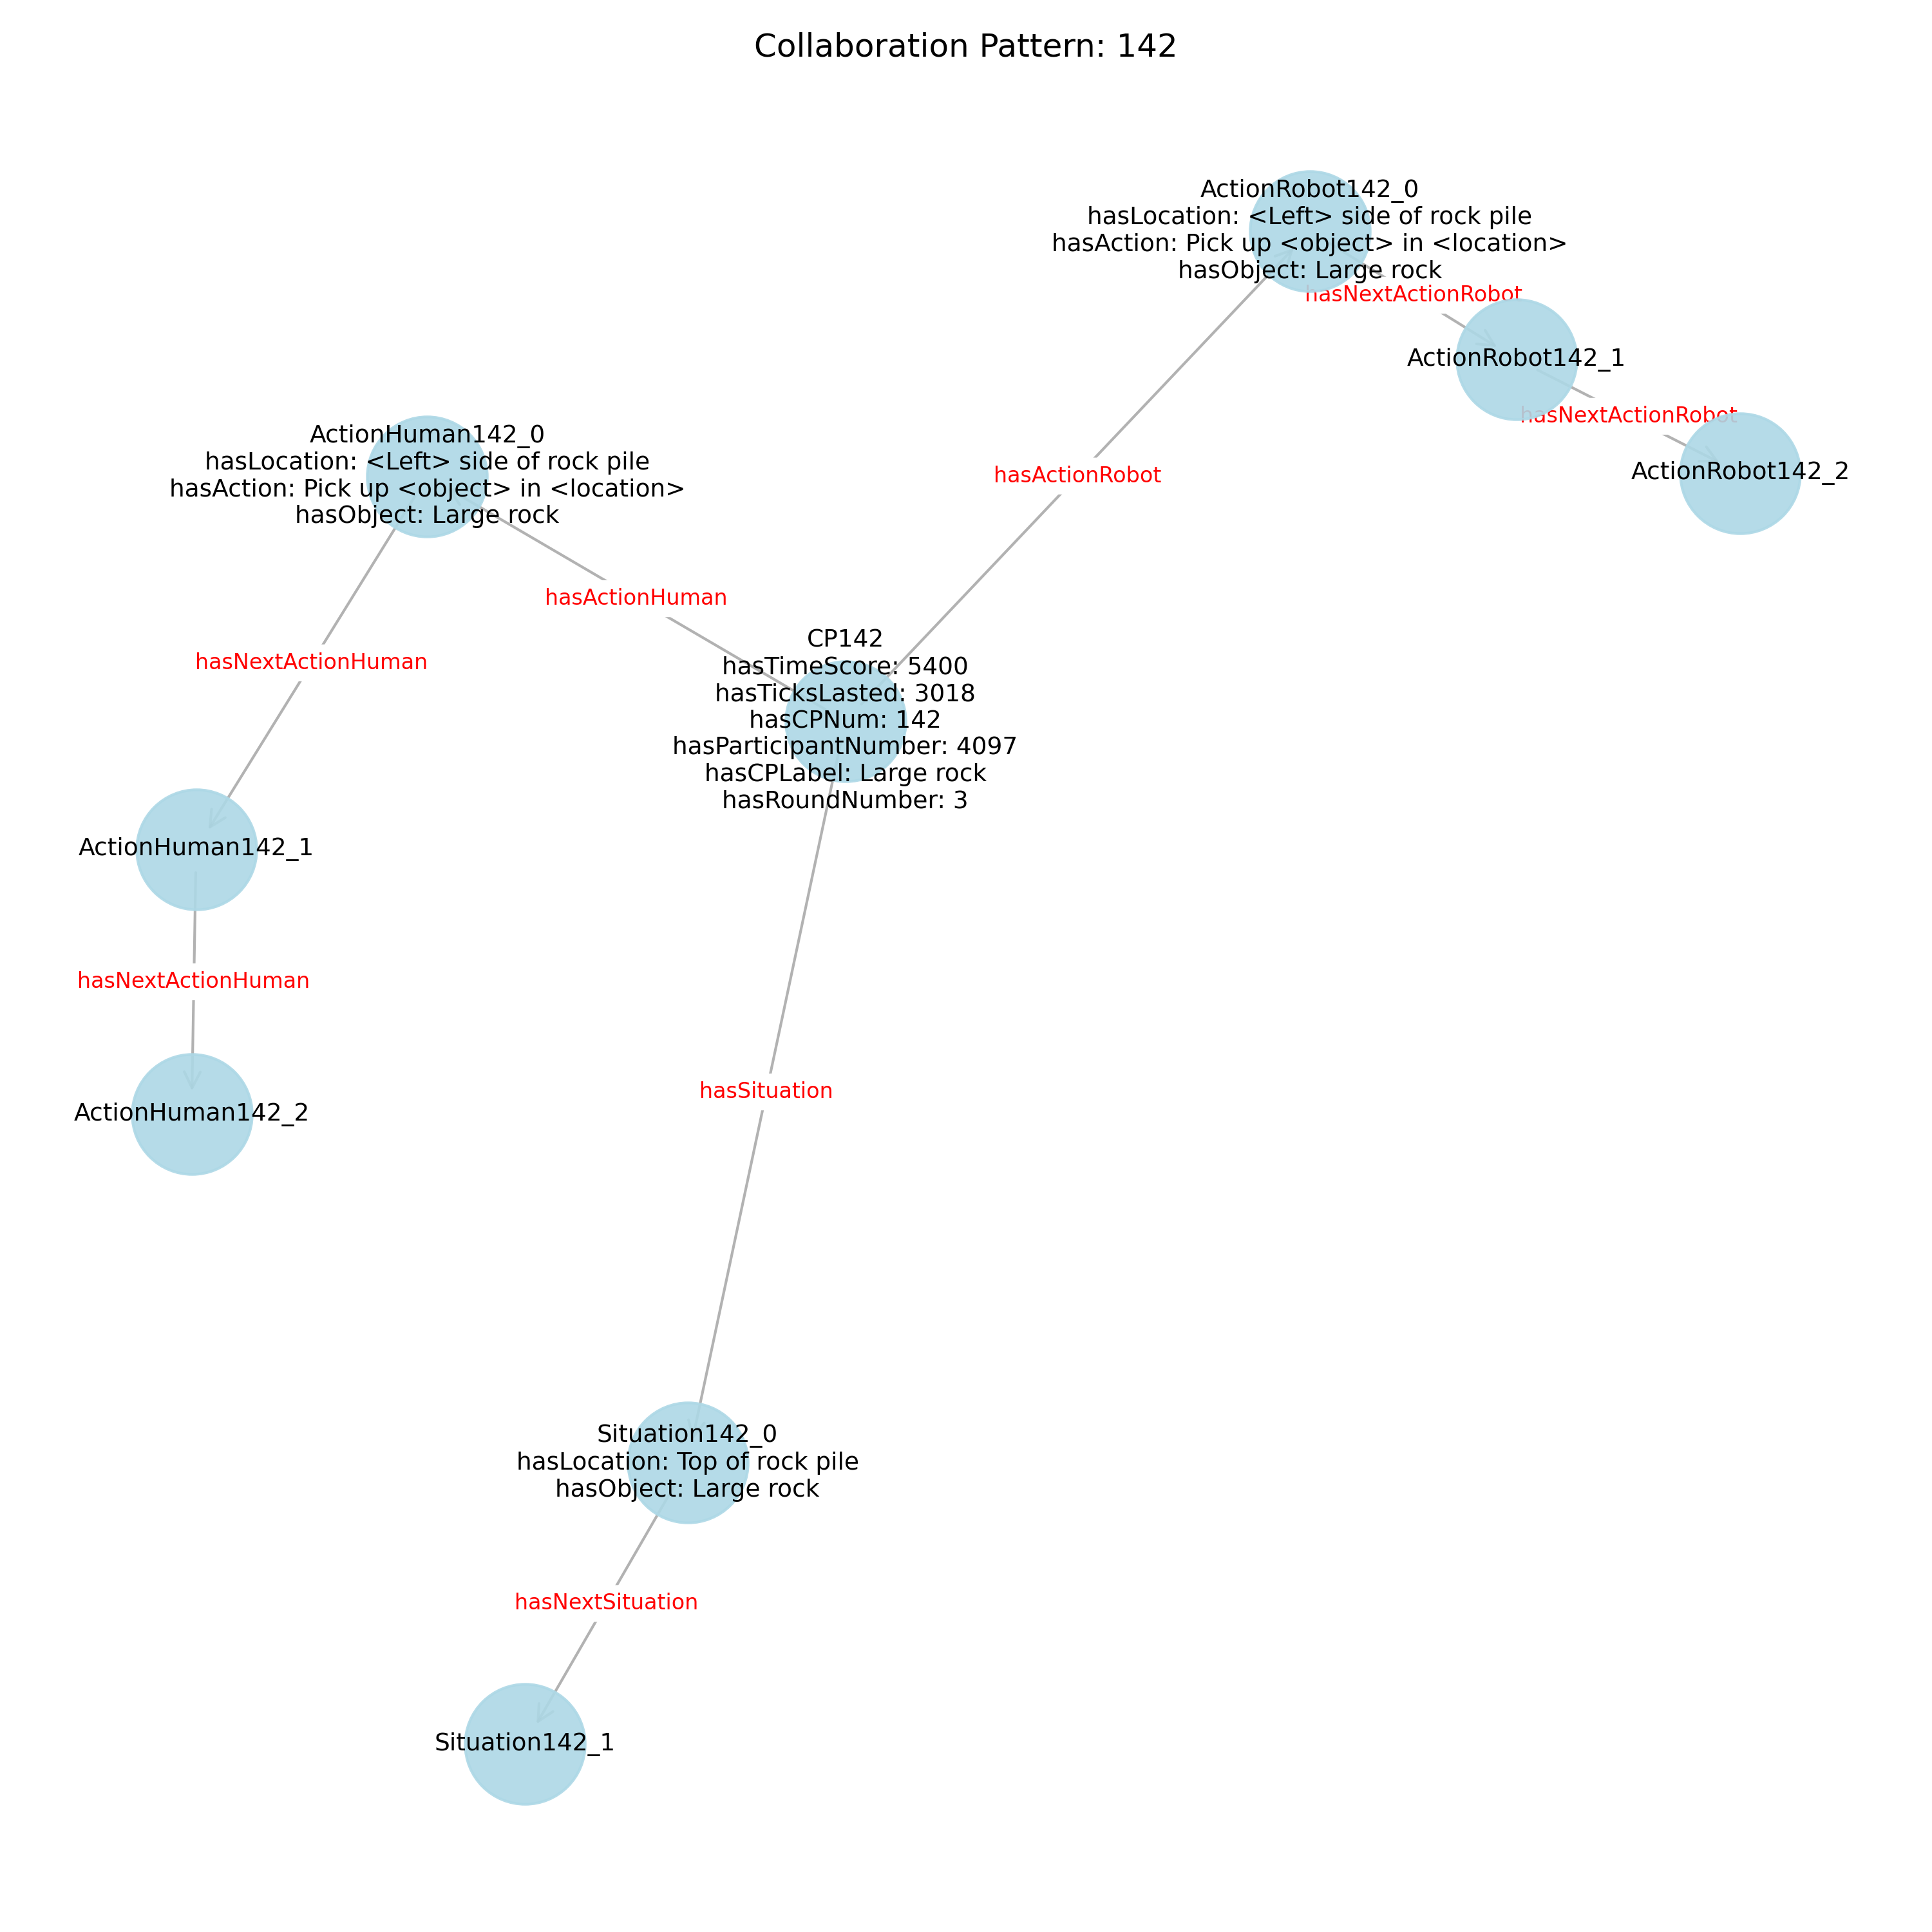 Collaboration Pattern: 142
ActionRobot142_0
hasLocation: <Left> side of rock pile
hasAction: Pick up <object> in <location>
hasObject: Large rock
hasNextActionRobot
ActionRobot142_1
hasNextActionRobot
ActionRobot142_2
hasActionRobot
ActionHuman142_0
hasLocation: <Left> side of rock pile
hasAction: Pick up <object> in <location>
hasObject: Large rock
hasActionHuman
hasNextActionHuman
CP142
hasTimeScore: 5400
hasTicksLasted: 3018
hasCPNum: 142
hasParticipantNumber: 4097
hasCPLabel: Large rock
hasRoundNumber: 3
ActionHuman142_1
hasNextActionHuman
ActionHuman142_2
hasSituation
Situation142_0
hasLocation: Top of rock pile
hasObject: Large rock
hasNextSituation
Situation142_1